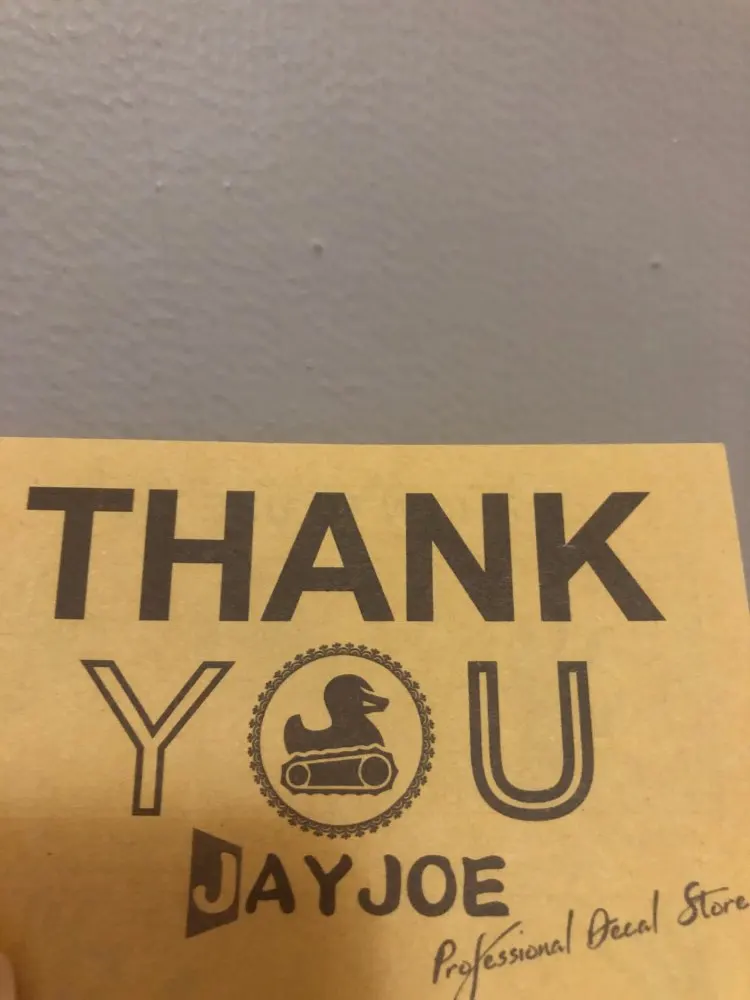 THANK
YOU
JAYJOE
Professional Decal Store